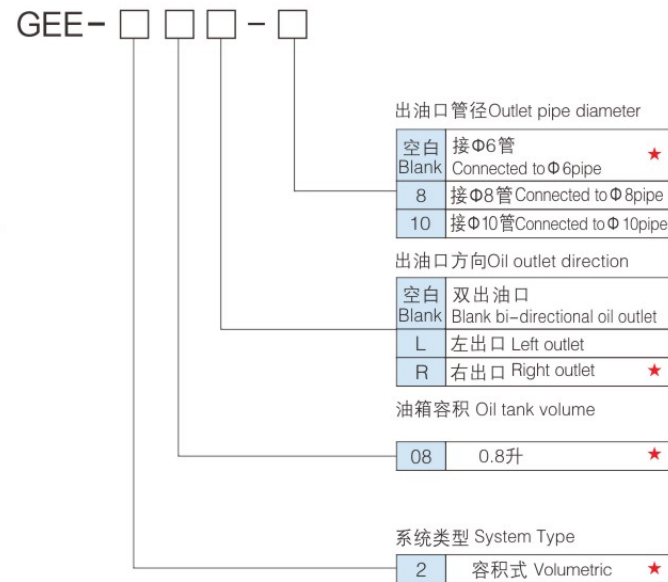 GEE-□ □ □ - □
出油口管径Outlet pipe diameter
空白 接Φ6管 ★
Blank Connected to Φ6pipe
8 接Φ8管Connected to Φ8pipe
10 接Φ10管Connected to Φ 10pipe
出油口方向Oil outlet direction
空白 双出油口
Blank Blank bi-directional oil outlet
L 左出口 Left outlet
R 右出口 Right outlet ★
油箱容积 Oil tank volume
08 0.8升 ★
系统类型 System Type
2 容积式 Volumetric ★